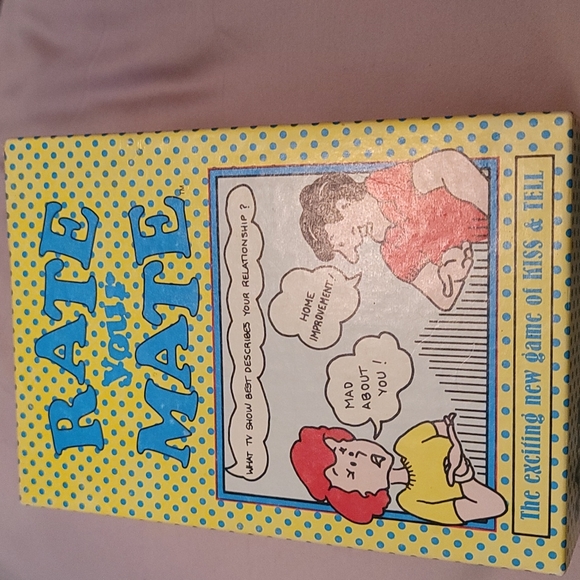 RATE
your
MATE™
WHAT TV SHOW BEST DESCRIBES YOUR RELATIONSHIP?
HOME
IMPROVEMENT!
MAD
ABOUT
YOU!
The exciting new game of KISS & TELL